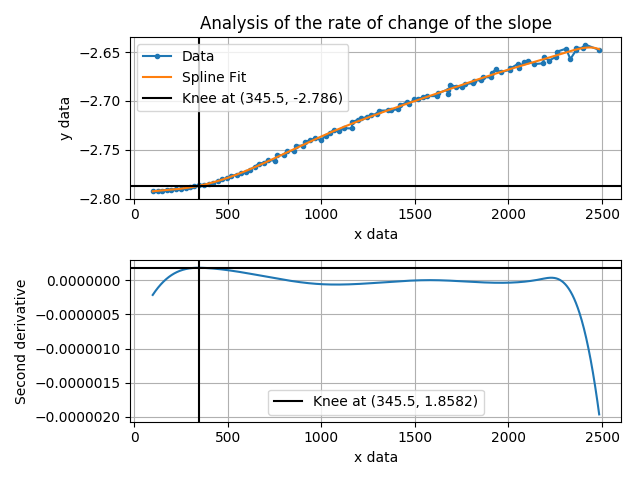 Analysis of the rate of change of the slope
Data
Spline Fit
Knee at (345.5, -2.786)
y data
−2.65
−2.70
−2.75
−2.80
0
500
1000
1500
2000
2500
x data
Second derivative
0.0000000
−0.0000005
−0.0000010
−0.0000015
−0.0000020
Knee at (345.5, 1.8582)
0
500
1000
1500
2000
2500
x data